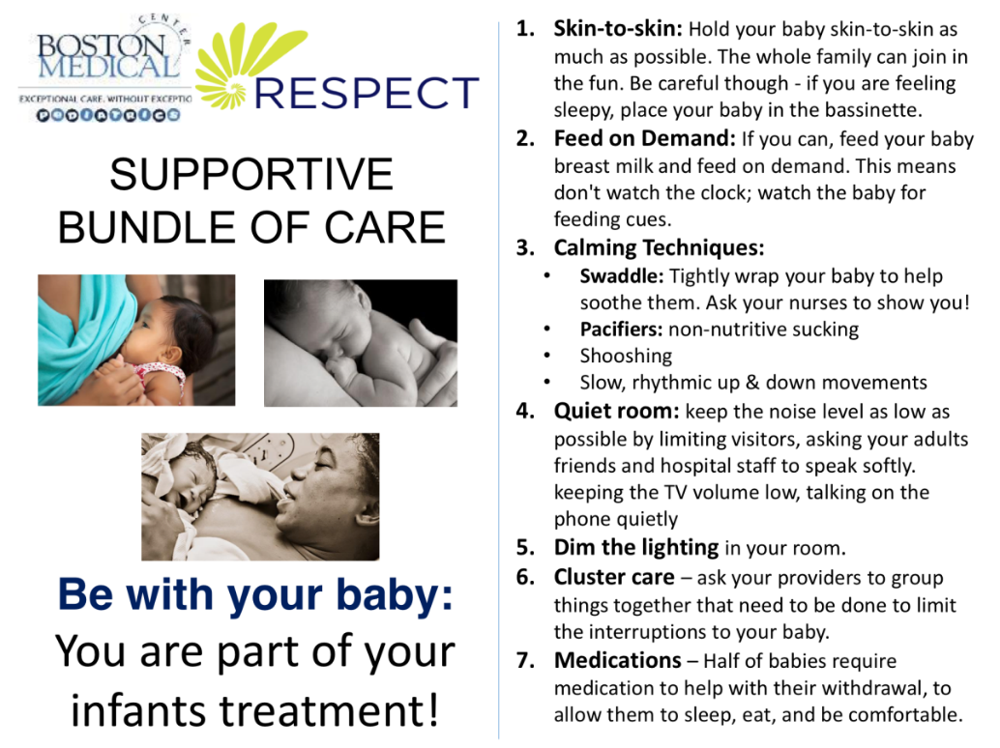 BOSTON
MEDICAL
CENTER
EXCEPTIONAL CARE. WITHOUT EXCEPTIO
PEDIATRICS
RESPECT
SUPPORTIVE
BUNDLE OF CARE
Be with your baby:
You are part of your
infants treatment!
1. Skin-to-skin: Hold your baby skin-to-skin as
much as possible. The whole family can join in
the fun. Be careful though - if you are feeling
sleepy, place your baby in the bassinette.
2. Feed on Demand: If you can, feed your baby
breast milk and feed on demand. This means
don't watch the clock; watch the baby for
feeding cues.
3. Calming Techniques:
• Swaddle: Tightly wrap your baby to help
soothe them. Ask your nurses to show you!
• Pacifiers: non-nutritive sucking
• Shooshing
• Slow, rhythmic up & down movements
4. Quiet room: keep the noise level as low as
possible by limiting visitors, asking your adults
friends and hospital staff to speak softly.
keeping the TV volume low, talking on the
phone quietly
5. Dim the lighting in your room.
6. Cluster care – ask your providers to group
things together that need to be done to limit
the interruptions to your baby.
7. Medications – Half of babies require
medication to help with their withdrawal, to
allow them to sleep, eat, and be comfortable.